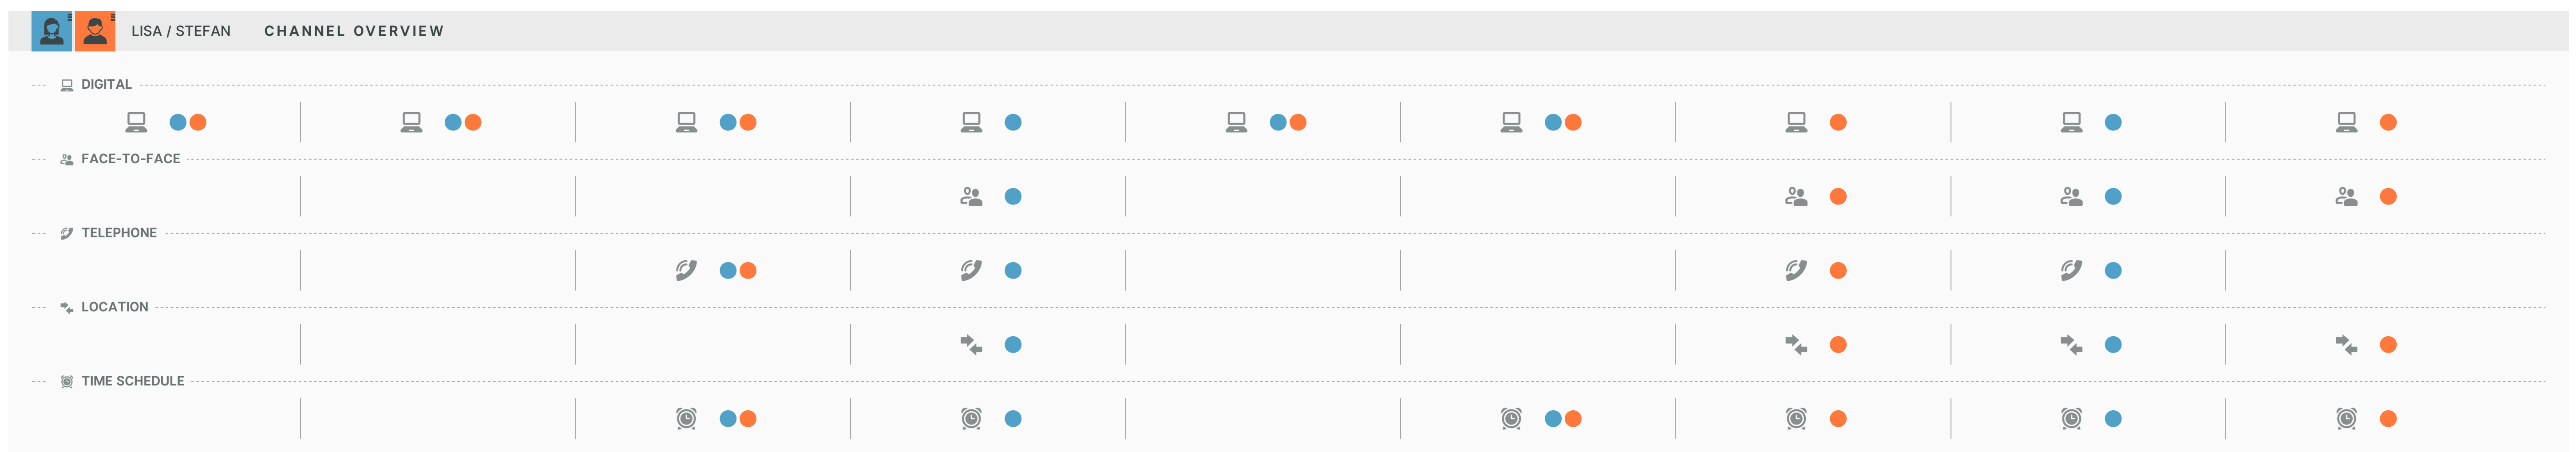 LISA / STEFAN CHANNEL OVERVIEW
DIGITAL
FACE-TO-FACE
TELEPHONE
LOCATION
TIME SCHEDULE